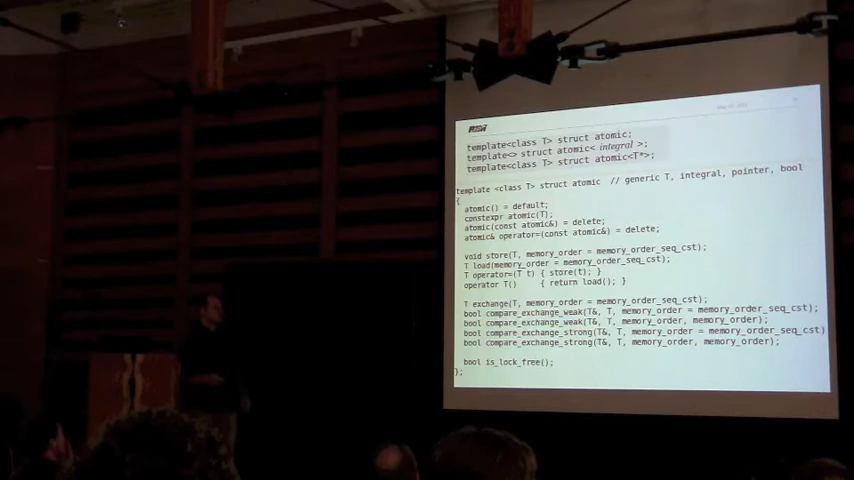 template<class T> struct atomic;
template<> struct atomic< integral >;
template<class T> struct atomic<T*>;
template <class T> struct atomic // generic T, integral, pointer, bool
{
atomic() = default;
constexpr atomic(T);
atomic(const atomic&) = delete;
atomic& operator=(const atomic&) = delete;
void store(T, memory_order = memory_order_seq_cst);
T load(memory_order = memory_order_seq_cst);
T operator=(T t) { store(t); }
operator T() { return load(); }
T exchange(T, memory_order = memory_order_seq_cst);
bool compare_exchange_weak(T&, T, memory_order = memory_order_seq_cst);
bool compare_exchange_weak(T&, T, memory_order, memory_order);
bool compare_exchange_strong(T&, T, memory_order = memory_order_seq_cst)
bool compare_exchange_strong(T&, T, memory_order, memory_order);
bool is_lock_free();
};